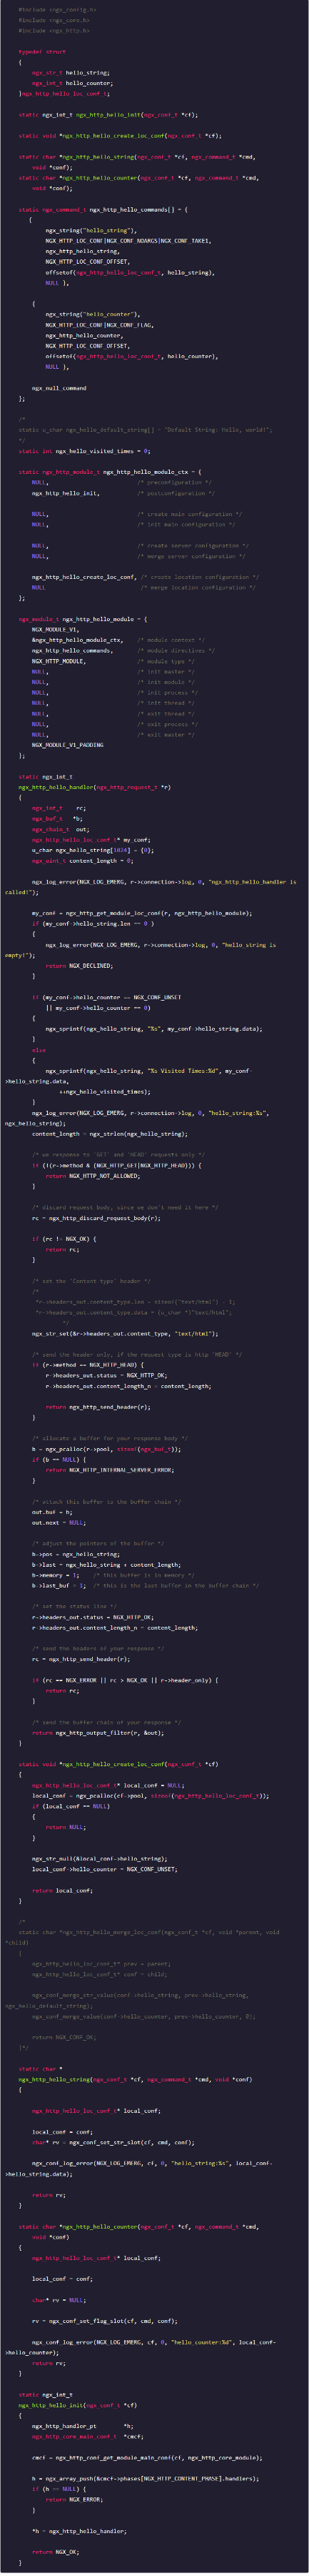 #include <ngx_config.h>
#include <ngx_core.h>
#include <ngx_http.h>
typedef struct
{
ngx_str_t hello_string;
ngx_int_t hello_counter;
}ngx_http_hello_loc_conf_t;
static ngx_int_t ngx_http_hello_init(ngx_conf_t *cf);
static void *ngx_http_hello_create_loc_conf(ngx_conf_t *cf);
static char *ngx_http_hello_string(ngx_conf_t *cf, ngx_command_t *cmd,
void *conf);
static char *ngx_http_hello_counter(ngx_conf_t *cf, ngx_command_t *cmd,
void *conf);
static ngx_command_t ngx_http_hello_commands[] = {
{
ngx_string("hello_string"),
NGX_HTTP_LOC_CONF|NGX_CONF_NOARGS|NGX_CONF_TAKE1,
ngx_http_hello_string,
NGX_HTTP_LOC_CONF_OFFSET,
offsetof(ngx_http_hello_loc_conf_t, hello_string),
NULL },
{
ngx_string("hello_counter"),
NGX_HTTP_LOC_CONF|NGX_CONF_FLAG,
ngx_http_hello_counter,
NGX_HTTP_LOC_CONF_OFFSET,
offsetof(ngx_http_hello_loc_conf_t, hello_counter),
NULL },
ngx_null_command
};
/*
static u_char ngx_hello_default_string[] = "Default String: Hello, world!";
*/
static int ngx_hello_visited_times = 0;
static ngx_http_module_t ngx_http_hello_module_ctx = {
NULL, /* preconfiguration */
ngx_http_hello_init, /* postconfiguration */
NULL, /* create main configuration */
NULL, /* init main configuration */
NULL, /* create server configuration */
NULL, /* merge server configuration */
ngx_http_hello_create_loc_conf, /* create location configuration */
NULL /* merge location configuration */
};
ngx_module_t ngx_http_hello_module = {
NGX_MODULE_V1,
&ngx_http_hello_module_ctx, /* module context */
ngx_http_hello_commands, /* module directives */
NGX_HTTP_MODULE, /* module type */
NULL, /* init master */
NULL, /* init module */
NULL, /* init process */
NULL, /* init thread */
NULL, /* exit thread */
NULL, /* exit process */
NULL, /* exit master */
NGX_MODULE_V1_PADDING
};
static ngx_int_t
ngx_http_hello_handler(ngx_http_request_t *r)
{
ngx_int_t rc;
ngx_buf_t *b;
ngx_chain_t out;
ngx_http_hello_loc_conf_t* my_conf;
u_char ngx_hello_string[1024] = {0};
ngx_uint_t content_length = 0;
ngx_log_error(NGX_LOG_EMERG, r->connection->log, 0, "ngx_http_hello_handler is
called!");
my_conf = ngx_http_get_module_loc_conf(r, ngx_http_hello_module);
if (my_conf->hello_string.len == 0 )
{
ngx_log_error(NGX_LOG_EMERG, r->connection->log, 0, "hello_string is
empty!");
return NGX_DECLINED;
}
if (my_conf->hello_counter == NGX_CONF_UNSET
|| my_conf->hello_counter == 0)
{
ngx_sprintf(ngx_hello_string, "%s", my_conf->hello_string.data);
}
else
{
ngx_sprintf(ngx_hello_string, "%s Visited Times:%d", my_conf-
>hello_string.data,
++ngx_hello_visited_times);
}
ngx_log_error(NGX_LOG_EMERG, r->connection->log, 0, "hello_string:%s",
ngx_hello_string);
content_length = ngx_strlen(ngx_hello_string);
/* we response to 'GET' and 'HEAD' requests only */
if (!(r->method & (NGX_HTTP_GET|NGX_HTTP_HEAD))) {
return NGX_HTTP_NOT_ALLOWED;
}
/* discard request body, since we don't need it here */
rc = ngx_http_discard_request_body(r);
if (rc != NGX_OK) {
return rc;
}
/* set the 'Content-type' header */
/*
*r->headers_out.content_type.len = sizeof("text/html") - 1;
*r->headers_out.content_type.data = (u_char *)"text/html";
*/
ngx_str_set(&r->headers_out.content_type, "text/html");
/* send the header only, if the request type is http 'HEAD' */
if (r->method == NGX_HTTP_HEAD) {
r->headers_out.status = NGX_HTTP_OK;
r->headers_out.content_length_n = content_length;
return ngx_http_send_header(r);
}
/* allocate a buffer for your response body */
b = ngx_pcalloc(r->pool, sizeof(ngx_buf_t));
if (b == NULL) {
return NGX_HTTP_INTERNAL_SERVER_ERROR;
}
/* attach this buffer to the buffer chain */
out.buf = b;
out.next = NULL;
/* adjust the pointers of the buffer */
b->pos = ngx_hello_string;
b->last = ngx_hello_string + content_length;
b->memory = 1; /* this buffer is in memory */
b->last_buf = 1; /* this is the last buffer in the buffer chain */
/* set the status line */
r->headers_out.status = NGX_HTTP_OK;
r->headers_out.content_length_n = content_length;
/* send the headers of your response */
rc = ngx_http_send_header(r);
if (rc == NGX_ERROR || rc > NGX_OK || r->header_only) {
return rc;
}
/* send the buffer chain of your response */
return ngx_http_output_filter(r, &out);
}
static void *ngx_http_hello_create_loc_conf(ngx_conf_t *cf)
{
ngx_http_hello_loc_conf_t* local_conf = NULL;
local_conf = ngx_pcalloc(cf->pool, sizeof(ngx_http_hello_loc_conf_t));
if (local_conf == NULL)
{
return NULL;
}
ngx_str_null(&local_conf->hello_string);
local_conf->hello_counter = NGX_CONF_UNSET;
return local_conf;
}
/*
static char *ngx_http_hello_merge_loc_conf(ngx_conf_t *cf, void *parent, void
*child)
{
ngx_http_hello_loc_conf_t* prev = parent;
ngx_http_hello_loc_conf_t* conf = child;
ngx_conf_merge_str_value(conf->hello_string, prev->hello_string,
ngx_hello_default_string);
ngx_conf_merge_value(conf->hello_counter, prev->hello_counter, 0);
return NGX_CONF_OK;
}*/
static char *
ngx_http_hello_string(ngx_conf_t *cf, ngx_command_t *cmd, void *conf)
{
ngx_http_hello_loc_conf_t* local_conf;
local_conf = conf;
char* rv = ngx_conf_set_str_slot(cf, cmd, conf);
ngx_conf_log_error(NGX_LOG_EMERG, cf, 0, "hello_string:%s", local_conf-
>hello_string.data);
return rv;
}
static char *ngx_http_hello_counter(ngx_conf_t *cf, ngx_command_t *cmd,
void *conf)
{
ngx_http_hello_loc_conf_t* local_conf;
local_conf = conf;
char* rv = NULL;
rv = ngx_conf_set_flag_slot(cf, cmd, conf);
ngx_conf_log_error(NGX_LOG_EMERG, cf, 0, "hello_counter:%d", local_conf-
>hello_counter);
return rv;
}
static ngx_int_t
ngx_http_hello_init(ngx_conf_t *cf)
{
ngx_http_handler_pt *h;
ngx_http_core_main_conf_t *cmcf;
cmcf = ngx_http_conf_get_module_main_conf(cf, ngx_http_core_module);
h = ngx_array_push(&cmcf->phases[NGX_HTTP_CONTENT_PHASE].handlers);
if (h == NULL) {
return NGX_ERROR;
}
*h = ngx_http_hello_handler;
return NGX_OK;
}